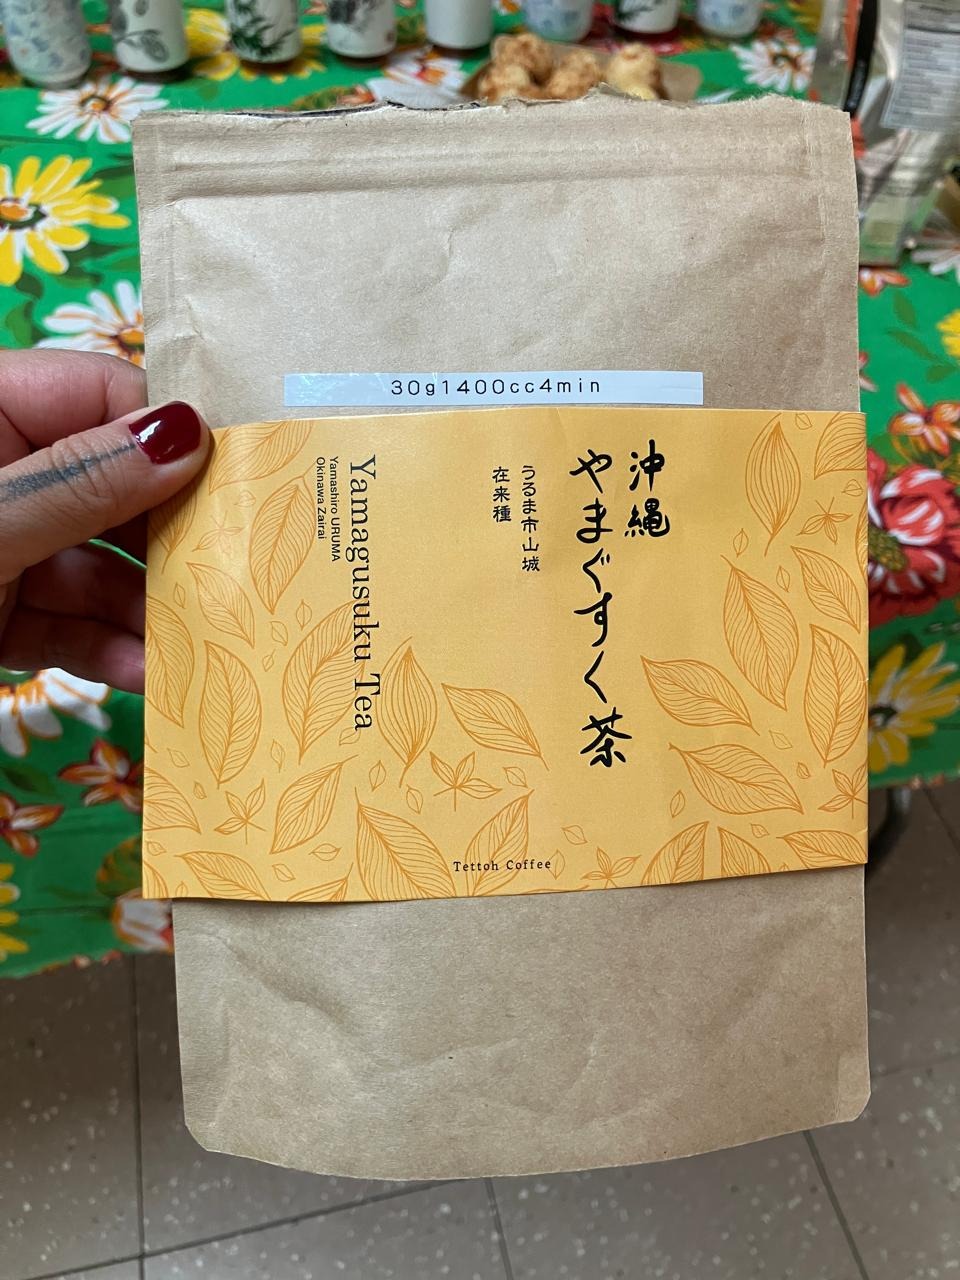 30g1400cc4min
沖縄
やまぐすく茶
うるま市山城
在来種
Yamagusuku Tea
Yamashiro URUMA
Okinawa Zairai
Tettoh Coffee